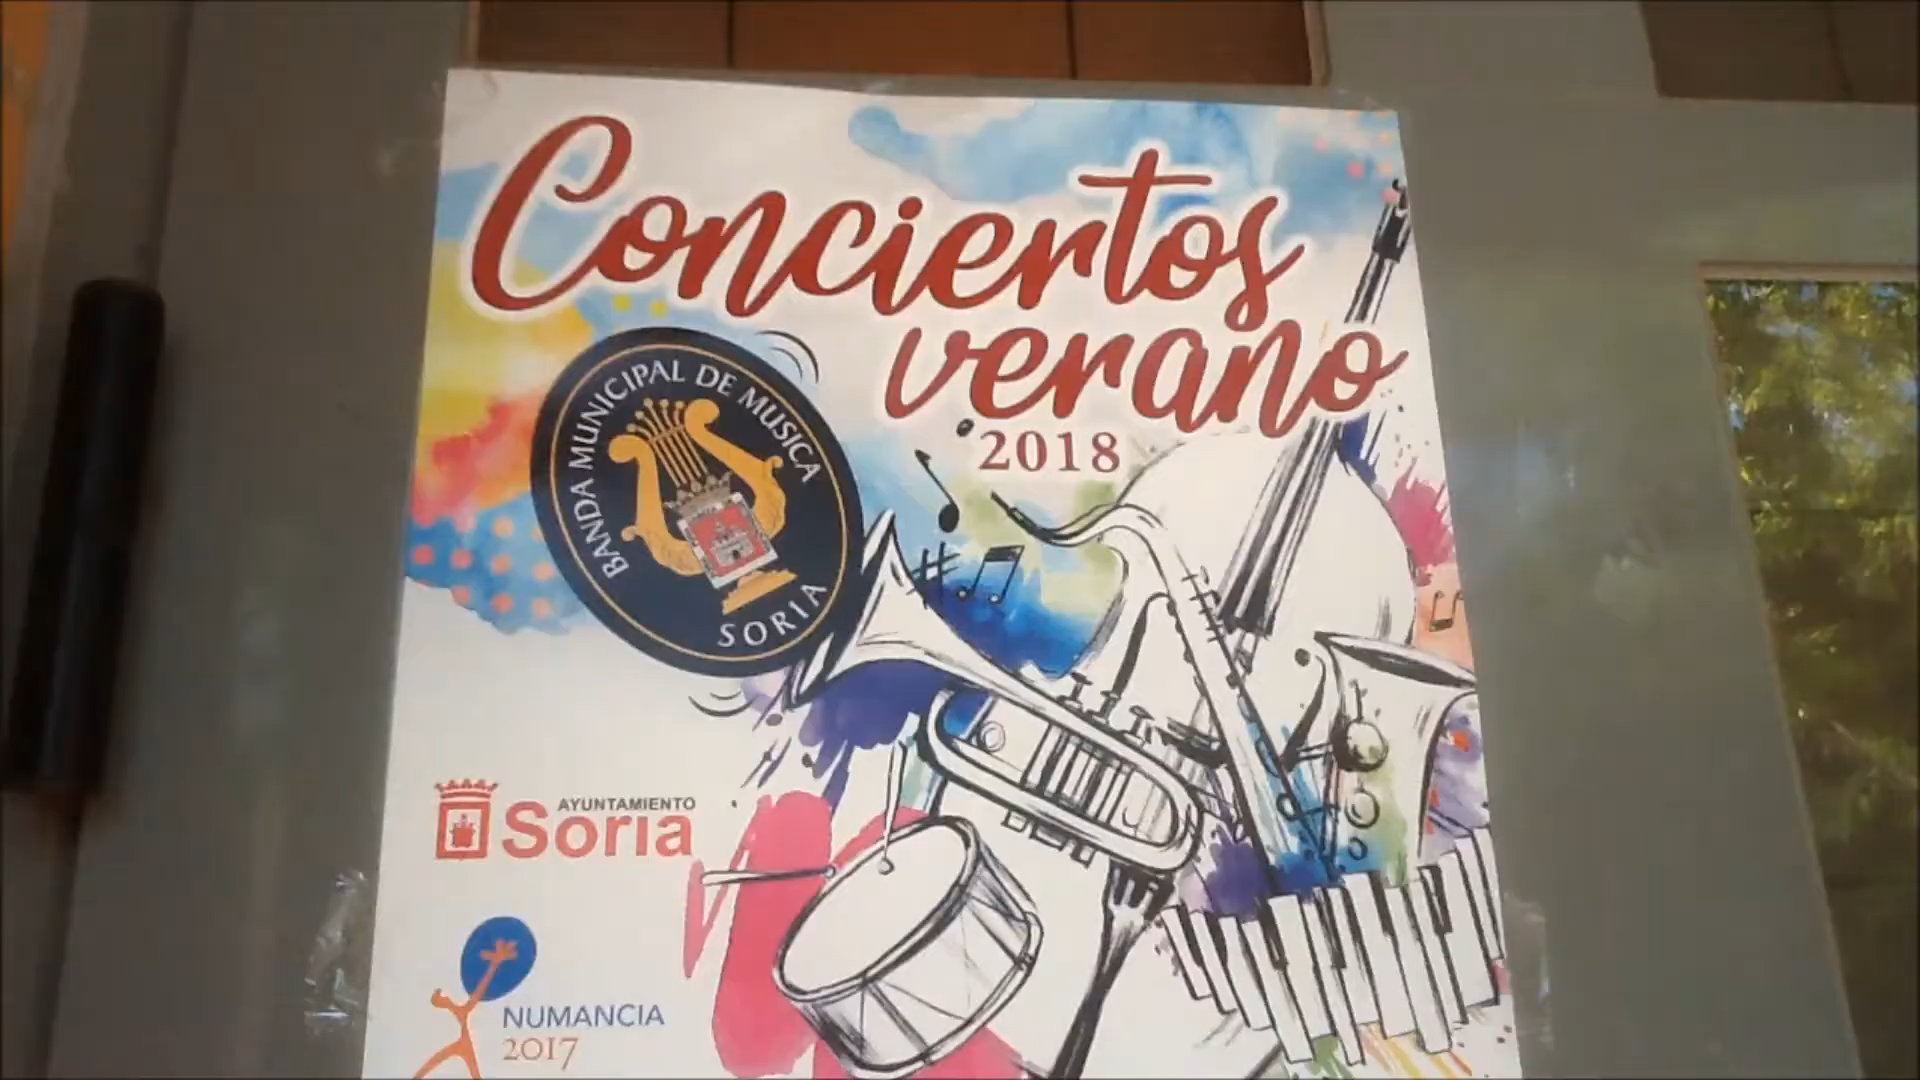 Conciertos
verano
2018
BANDA MUNICIPAL DE MUSICA
SORIA
AYUNTAMIENTO
Soria
NUMANCIA
2017